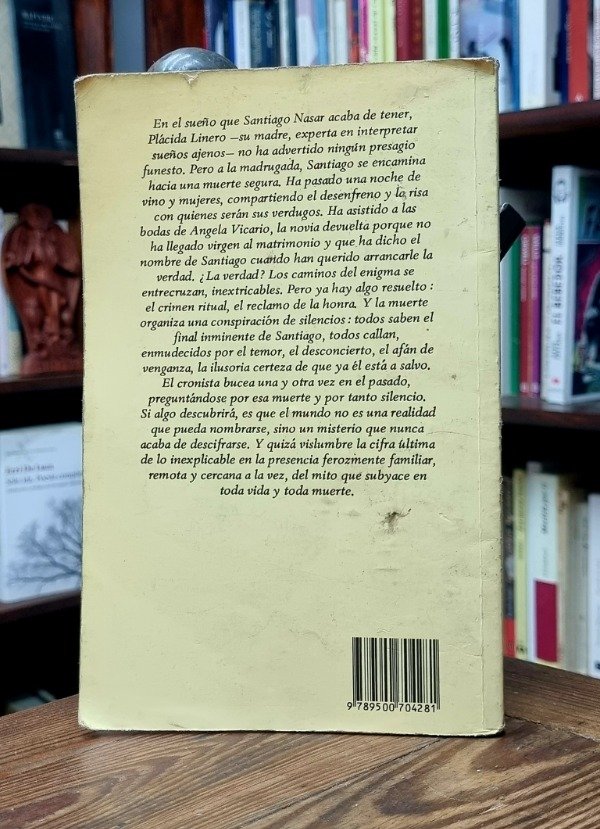 En el sueño que Santiago Nasar acaba de tener,
Plácida Linero —su madre, experta en interpretar
sueños ajenos— no ha advertido ningún presagio
funesto. Pero a la madrugada, Santiago se encamina
hacia una muerte segura. Ha pasado una noche de
vino y mujeres, compartiendo el desenfreno y la risa
con quienes serán sus verdugos. Ha asistido a las
bodas de Angela Vicario, la novia devuelta porque no
ha llegado virgen al matrimonio y que ha dicho el
nombre de Santiago cuando han querido arrancarle la
verdad. ¿La verdad? Los caminos del enigma se
entrecruzan, inextricables. Pero ya hay algo resuelto :
el crimen ritual, el reclamo de la honra. Y la muerte
organiza una conspiración de silencios : todos saben el
final inminente de Santiago, todos callan,
enmudecidos por el temor, el desconcierto, el afán de
venganza, la ilusoria certeza de que ya él está a salvo.
El cronista bucea una y otra vez en el pasado,
preguntándose por esa muerte y por tanto silencio.
Si algo descubrirá, es que el mundo no es una realidad
que pueda nombrarse, sino un misterio que nunca
acaba de descifrarse. Y quizá vislumbre la cifra última
de lo inexplicable en la presencia ferozmente familiar,
remota y cercana a la vez, del mito que subyace en
toda vida y toda muerte.
9 789500 704281